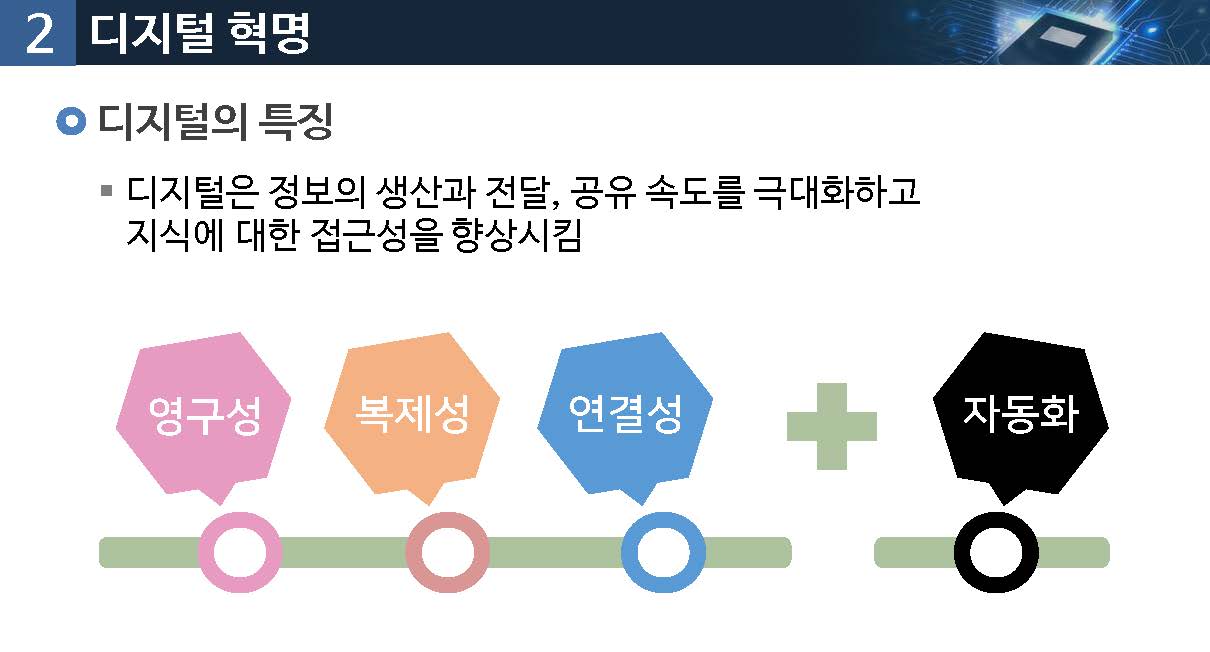 2 디지털 혁명
디지털의 특징
디지털은 정보의 생산과 전달, 공유 속도를 극대화하고
지식에 대한 접근성을 향상시킴
영구성 복제성 연결성 자동화